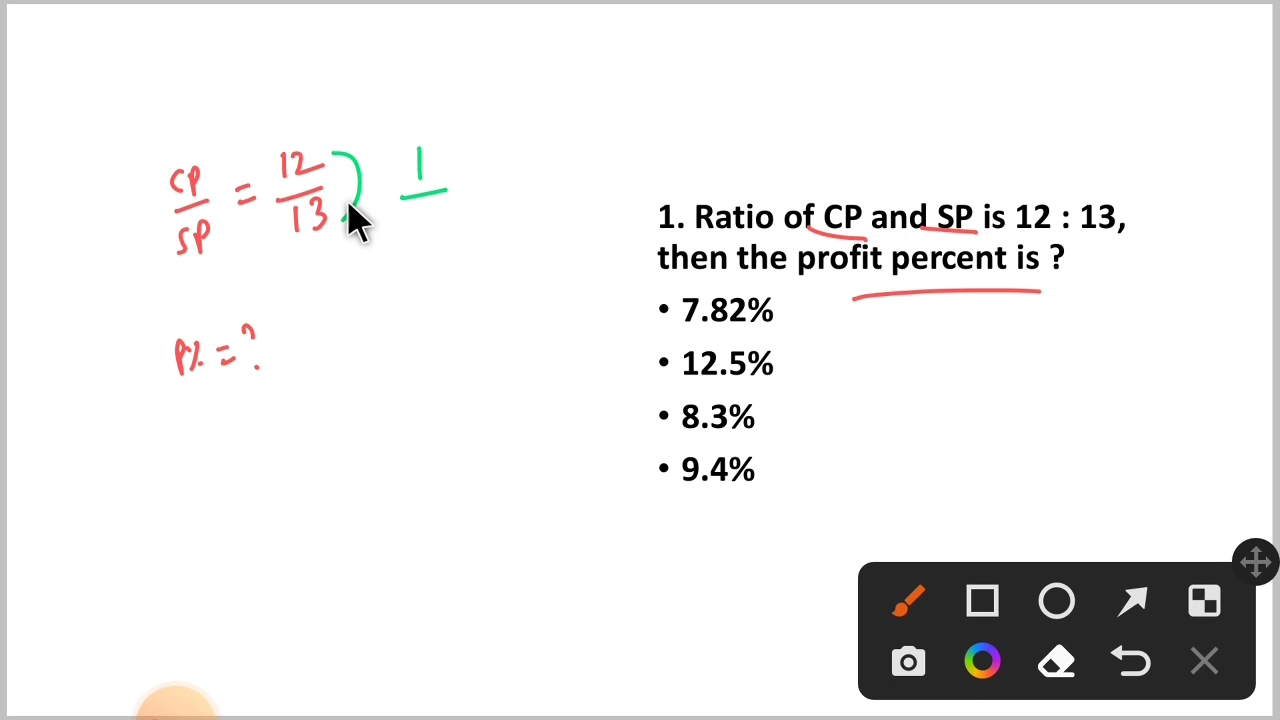 CP/SP = 12/13 1
P% = ?
1. Ratio of CP and SP is 12 : 13,
then the profit percent is ?
• 7.82%
• 12.5%
• 8.3%
• 9.4%